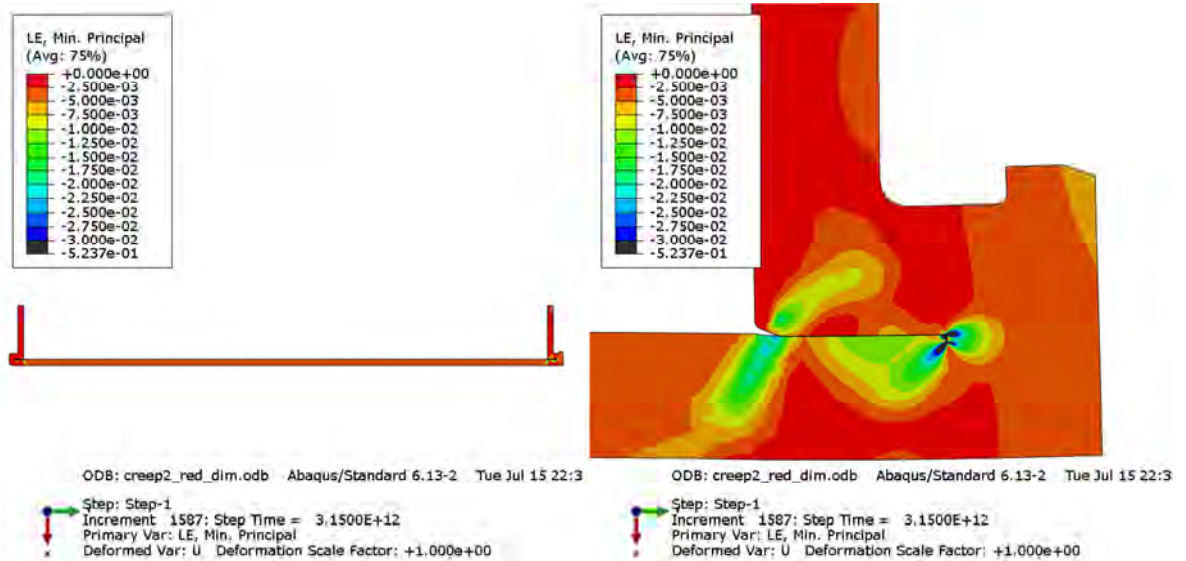 LE, Min. Principal
(Avg: 75%)
+0.000e+00
-2.500e-03
-5.000e-03
-7.500e-03
-1.000e-02
-1.250e-02
-1.500e-02
-1.750e-02
-2.000e-02
-2.250e-02
-2.500e-02
-2.750e-02
-3.000e-02
-5.237e-01
ODB: creep2_red_dim.odb Abaqus/Standard 6.13-2 Tue Jul 15 22:3
Step: Step-1
Increment 1587: Step Time = 3.1500E+12
Primary Var: LE, Min. Principal
Deformed Var: U Deformation Scale Factor: +1.000e+00
LE, Min. Principal
(Avg: 75%)
+0.000e+00
-2.500e-03
-5.000e-03
-7.500e-03
-1.000e-02
-1.250e-02
-1.500e-02
-1.750e-02
-2.000e-02
-2.250e-02
-2.500e-02
-2.750e-02
-3.000e-02
-5.237e-01
ODB: creep2_red_dim.odb Abaqus/Standard 6.13-2 Tue Jul 15 22:3
Step: Step-1
Increment 1587: Step Time = 3.1500E+12
Primary Var: LE, Min. Principal
Deformed Var: U Deformation Scale Factor: +1.000e+00